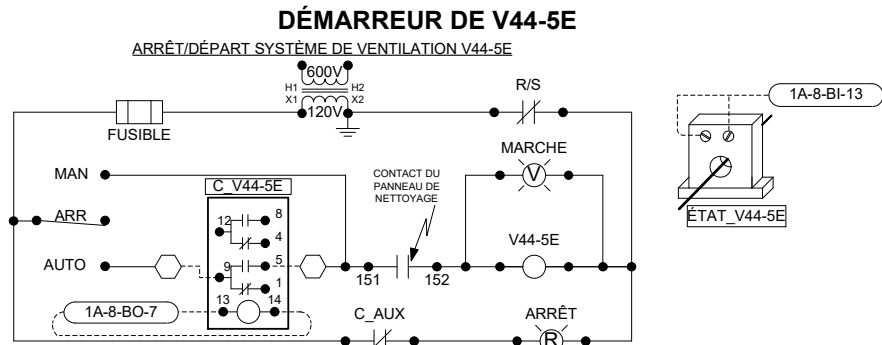 DÉMARREUR DE V44-5E
ARRÊT/DÉPART SYSTÈME DE VENTILATION V44-5E
600V
H1 H2
X1 X2
120V
R/S
1A-8-BI-13
FUSIBLE
MARCHE
V
MAN
C_V44-5E
CONTACT DU
PANNEAU DE
NETTOYAGE
ARR
12 8
4
ÉTAT_V44-5E
V44-5E
AUTO
9 5
151 152
1
13 14
1A-8-BO-7
C_AUX
ARRÊT
R